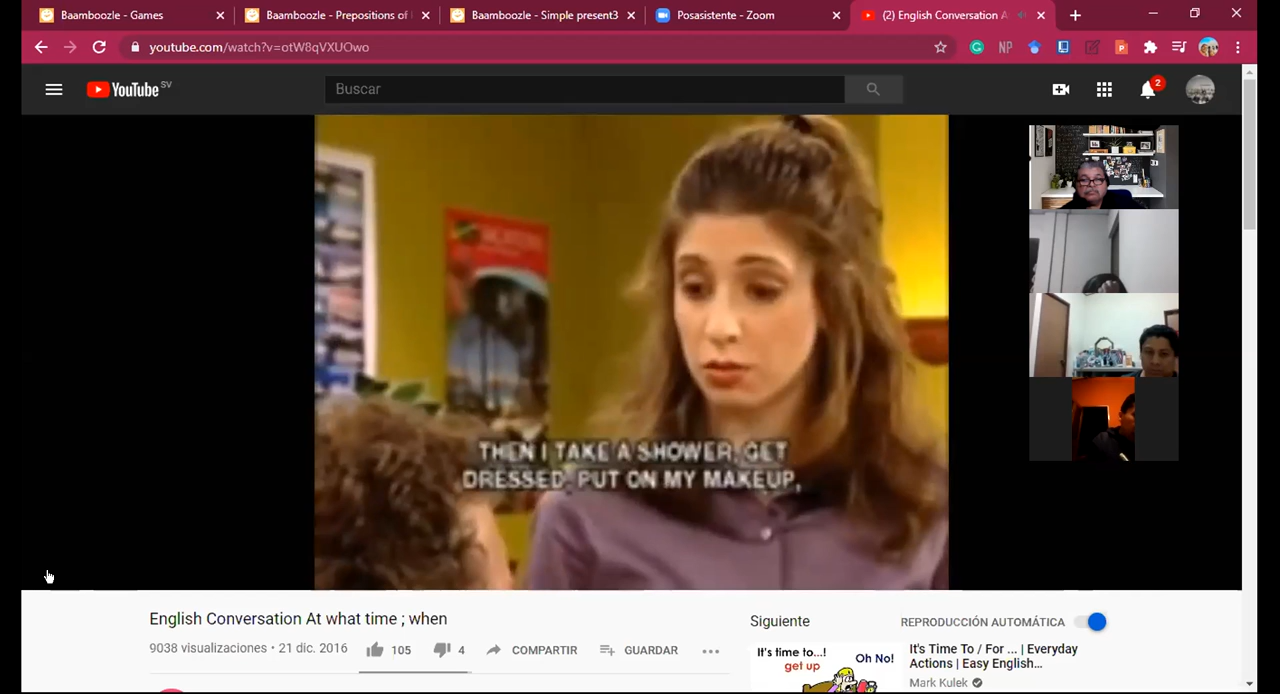 Baamboozle - Games
Baamboozle - Prepositions of
Baamboozle - Simple present3
Posasistente - Zoom
(2) English Conversation A
youtube.com/watch?v=otW8qVXUOwo
NP
YouTube SV
Buscar
2
THEN I TAKE A SHOWER, GET
DRESSED, PUT ON MY MAKEUP,
English Conversation At what time ; when
9038 visualizaciones • 21 dic. 2016
105
4
COMPARTIR
GUARDAR
Siguiente
REPRODUCCIÓN AUTOMÁTICA
It's time to...!
get up
Oh No!
It's Time To / For ... | Everyday
Actions | Easy English...
Mark Kulek